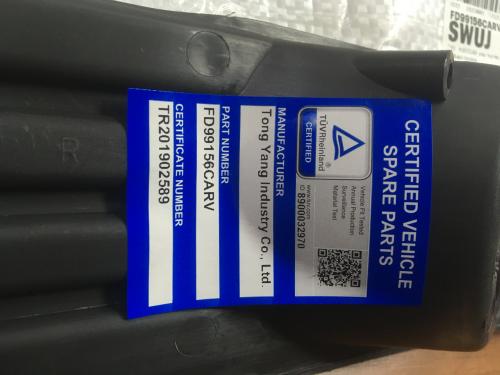 CERTIFIED VEHICLE
SPARE PARTS
TÜVRheinland
CERTIFIED
Vehicle Fit Tested
Annual Production
Surveillance
Material Test
www.tuv.com
ID 8900032970
MANUFACTURER
Tong Yang Industry Co., Ltd.
PART NUMBER
FD99156CARV
CERTIFICATE NUMBER
TR201902589
R
FD99156CARV
SWUJ